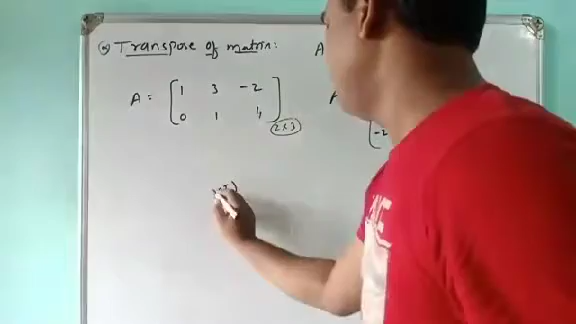 Transpose of matrix:
A
A = [ 1 3 -2
0 1 4 ] 2×3
-2